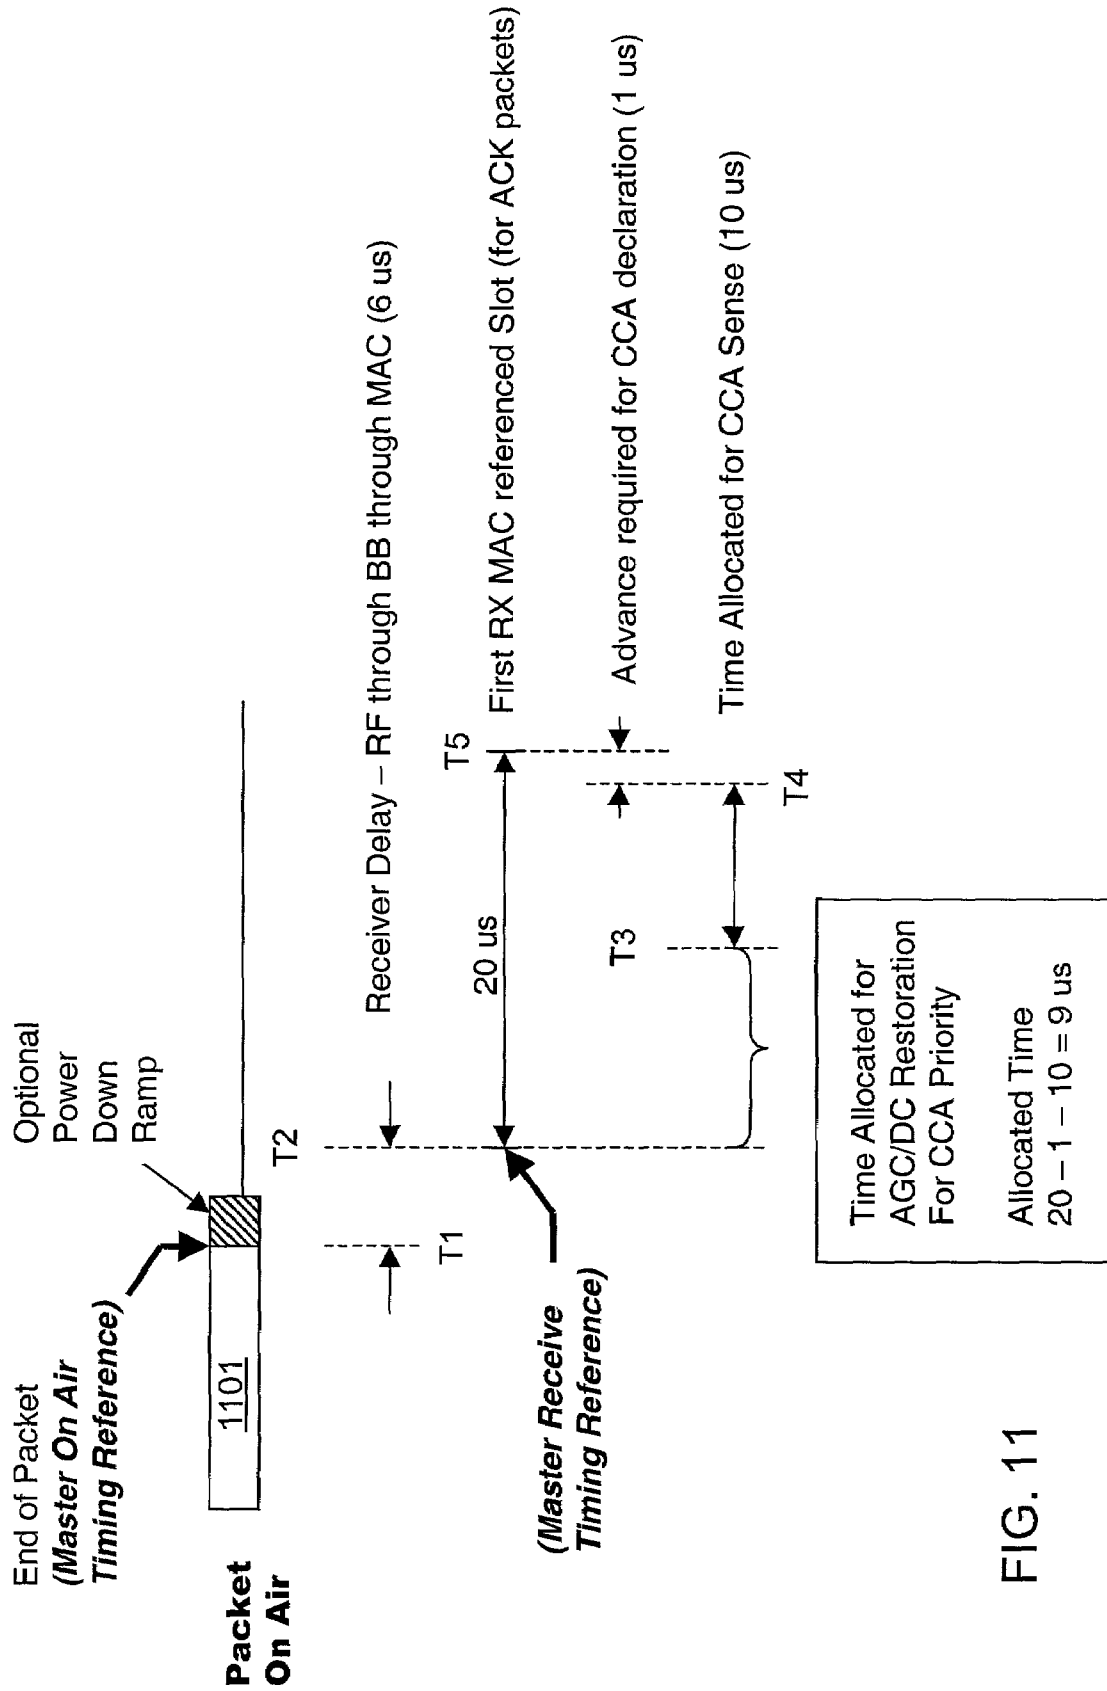 End of Packet
(Master On Air
Timing Reference)
Optional
Power
Down
Ramp
Packet
On Air
1101
T2
T1
Receiver Delay – RF through BB through MAC (6 us)
(Master Receive
Timing Reference)
20 us
T5
First RX MAC referenced Slot (for ACK packets)
Advance required for CCA declaration (1 us)
T3
T4
Time Allocated for CCA Sense (10 us)
Time Allocated for
AGC/DC Restoration
For CCA Priority
Allocated Time
20 – 1 – 10 = 9 us
FIG. 11